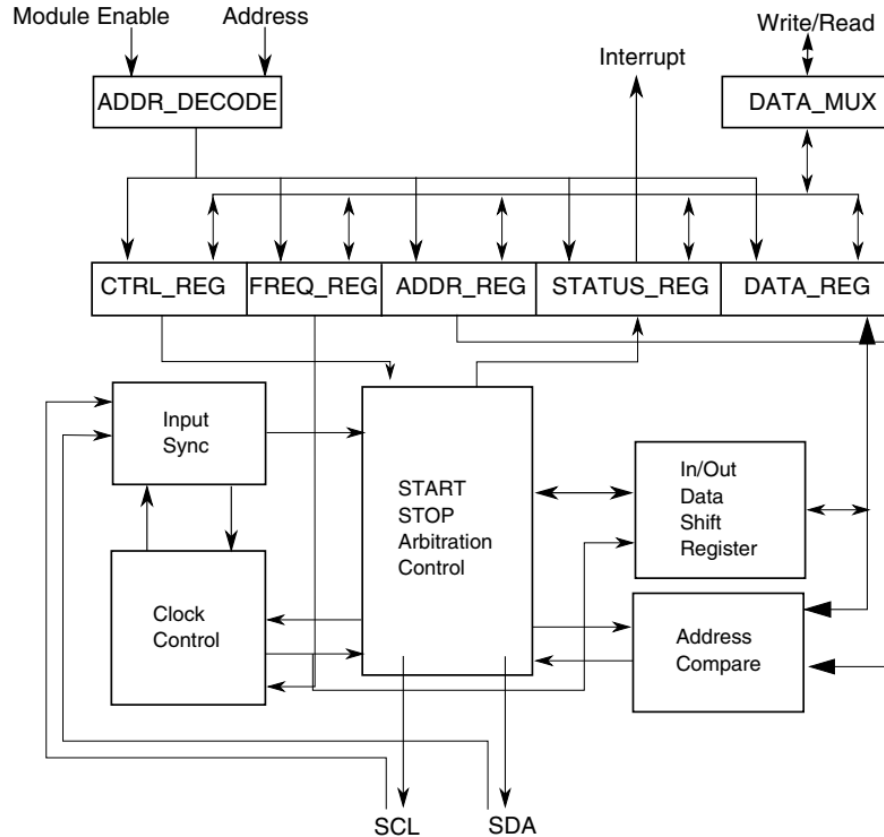 Module Enable Address Write/Read
Interrupt
ADDR_DECODE DATA_MUX
CTRL_REG FREQ_REG ADDR_REG STATUS_REG DATA_REG
Input
Sync
START
STOP
Arbitration
Control
In/Out
Data
Shift
Register
Clock
Control
Address
Compare
SCL SDA